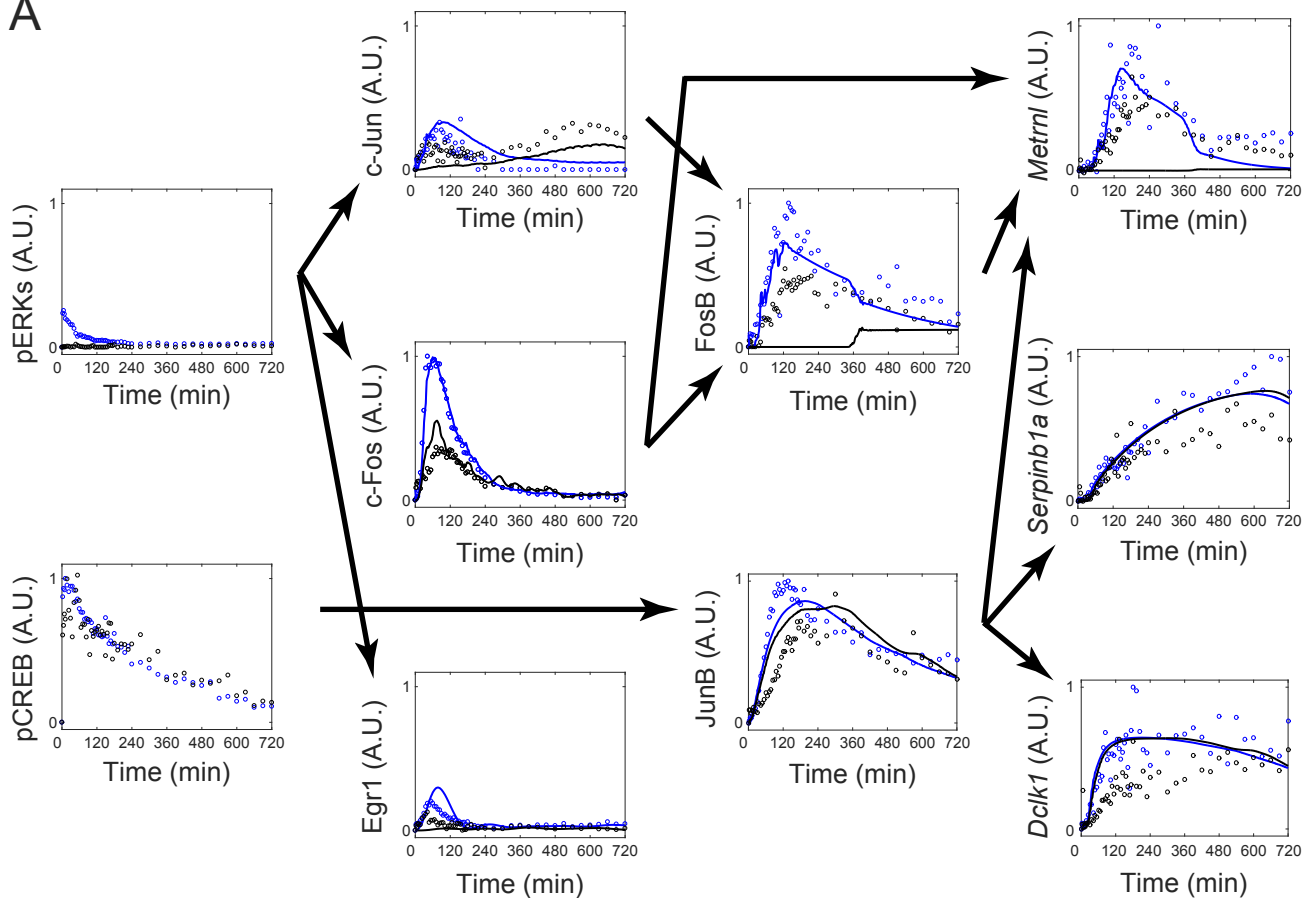 A
pERKs (A.U.)
1
0
0 120 240 360 480 600 720
Time (min)
pCREB (A.U.)
1
0
0 120 240 360 480 600 720
Time (min)
c-Jun (A.U.)
1
0
0 120 240 360 480 600 720
Time (min)
c-Fos (A.U.)
1
0
0 120 240 360 480 600 720
Time (min)
Egr1 (A.U.)
1
0
0 120 240 360 480 600 720
Time (min)
FosB (A.U.)
1
0
0 120 240 360 480 600 720
Time (min)
JunB (A.U.)
1
0
0 120 240 360 480 600 720
Time (min)
Metrnl (A.U.)
1
0
0 120 240 360 480 600 720
Time (min)
Serpinb1a (A.U.)
1
0
0 120 240 360 480 600 720
Time (min)
Dclk1 (A.U.)
1
0
0 120 240 360 480 600 720
Time (min)